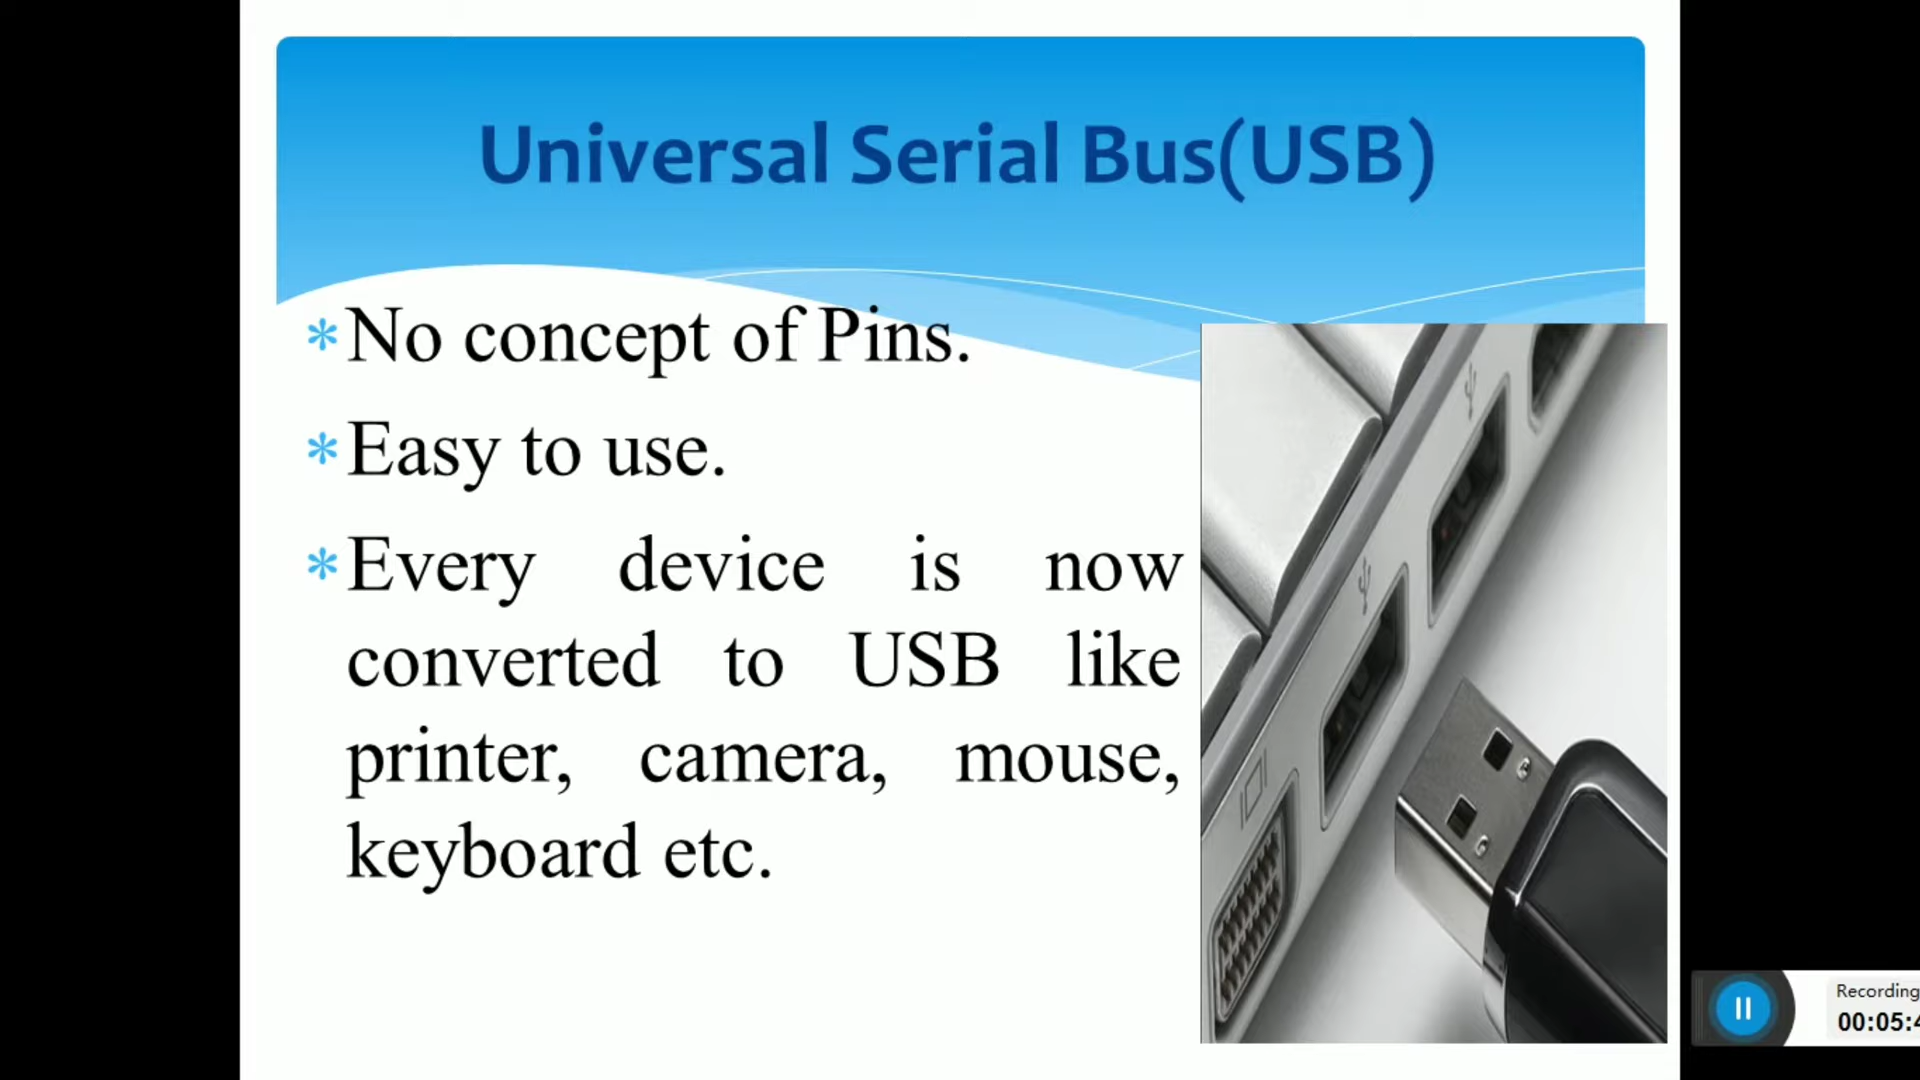 Universal Serial Bus(USB)
*No concept of Pins.
*Easy to use.
*Every device is now
converted to USB like
printer, camera, mouse,
keyboard etc.
Recording
00:05:4